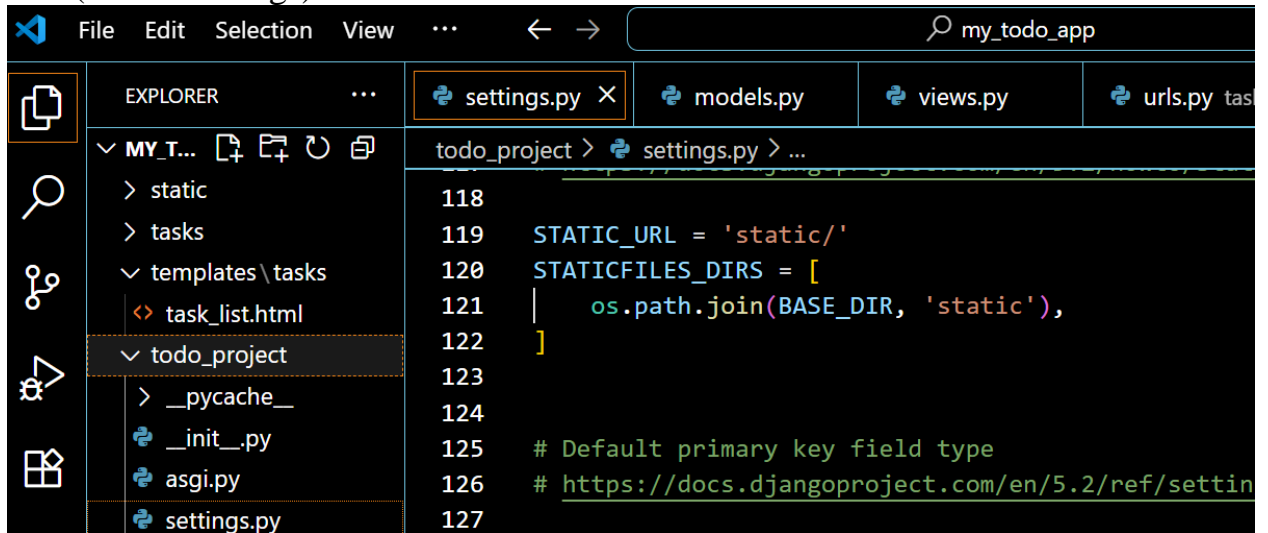 File Edit Selection View ... my_todo_app
EXPLORER ...
settings.py models.py views.py urls.py
MY_T...
todo_project > settings.py > ...
static
tasks
templates\tasks
task_list.html
todo_project
__pycache__
__init__.py
asgi.py
settings.py
118
119 STATIC_URL = 'static/'
120 STATICFILES_DIRS = [
121 os.path.join(BASE_DIR, 'static'),
122 ]
123
124
125 # Default primary key field type
126 # https://docs.djangoproject.com/en/5.2/ref/settin
127